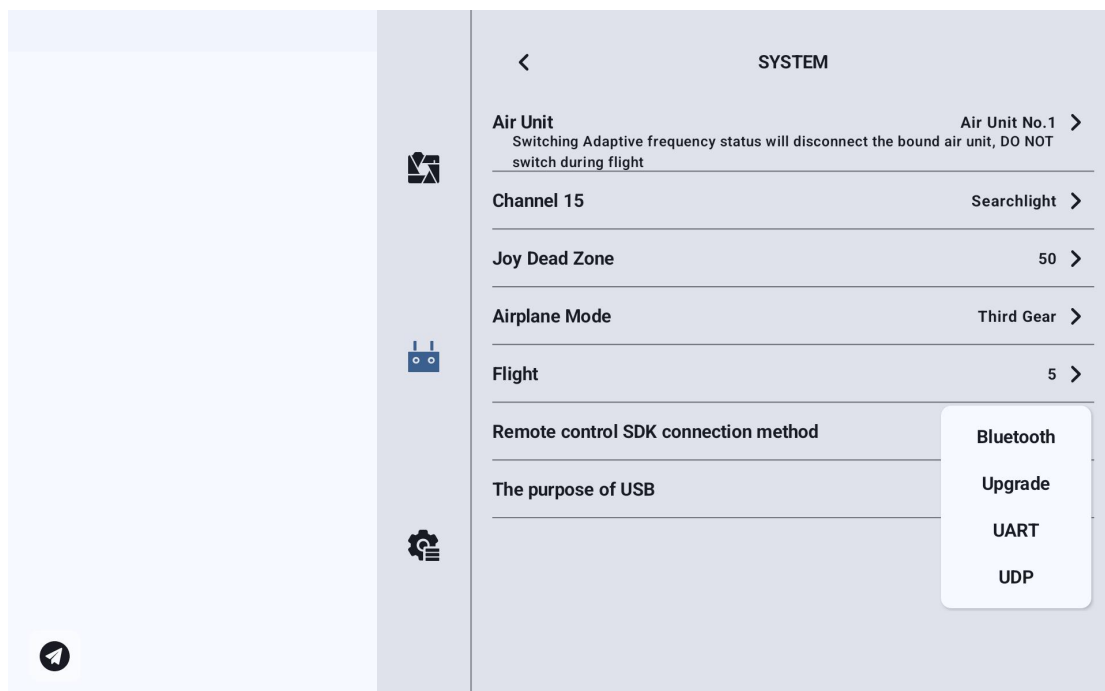 SYSTEM
Air Unit
Air Unit No.1
Switching Adaptive frequency status will disconnect the bound air unit, DO NOT
switch during flight
Channel 15
Searchlight
Joy Dead Zone
50
Airplane Mode
Third Gear
Flight
5
Remote control SDK connection method
The purpose of USB
Bluetooth
Upgrade
UART
UDP